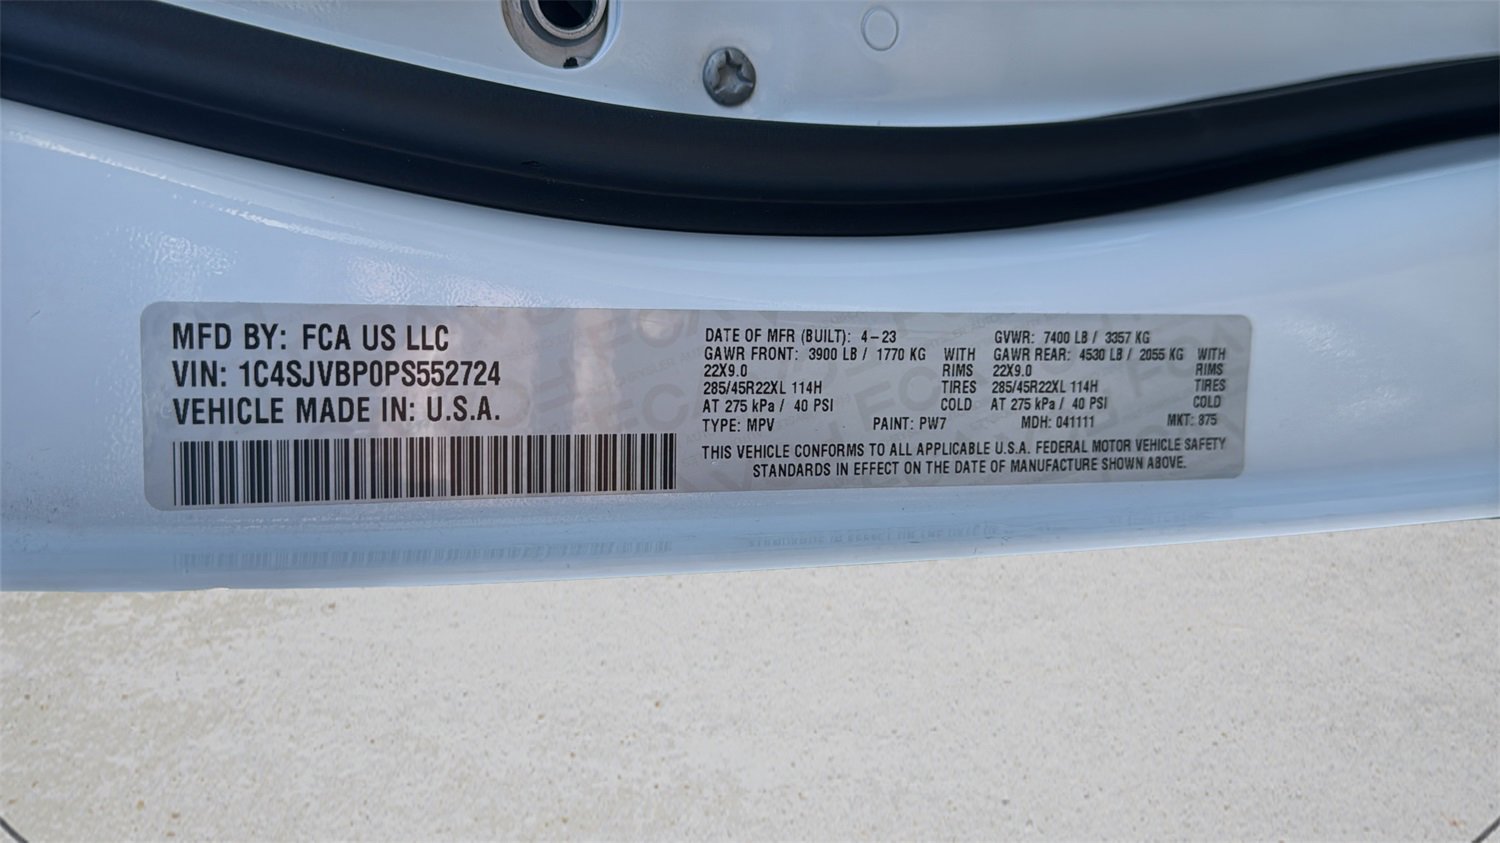 MFD BY: FCA US LLC
VIN: 1C4SJVBP0PS552724
VEHICLE MADE IN: U.S.A.
DATE OF MFR (BUILT): 4-23 GVWR: 7400 LB / 3357 KG
GAWR FRONT: 3900 LB / 1770 KG WITH GAWR REAR: 4530 LB / 2055 KG WITH
22X9.0 RIMS 22X9.0 RIMS
285/45R22XL 114H TIRES 285/45R22XL 114H TIRES
AT 275 kPa / 40 PSI COLD AT 275 kPa / 40 PSI COLD
TYPE: MPV PAINT: PW7 MDH: 041111 MKT: 875
THIS VEHICLE CONFORMS TO ALL APPLICABLE U.S.A. FEDERAL MOTOR VEHICLE SAFETY
STANDARDS IN EFFECT ON THE DATE OF MANUFACTURE SHOWN ABOVE.